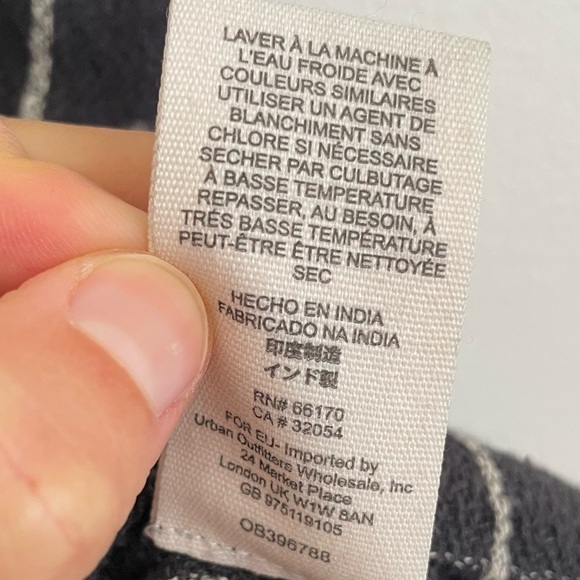 LAVER À LA MACHINE À
L'EAU FROIDE AVEC
COULEURS SIMILAIRES
UTILISER UN AGENT DE
BLANCHIMENT SANS
CHLORE SI NÉCESSAIRE
SECHER PAR CULBUTAGE
À BASSE TEMPERATURE
REPASSER, AU BESOIN, À
TRÉS BASSE TEMPÉRATURE
PEUT-ÊTRE ÊTRE NETTOYÉE
SEC
HECHO EN INDIA
FABRICADO NA INDIA
印度制造
インド製
RN# 66170
CA # 32054
FOR EU- Imported by
Urban Outfitters Wholesale, Inc
24 Market Place
London UK W1W 8AN
GB 975119105
OB396788